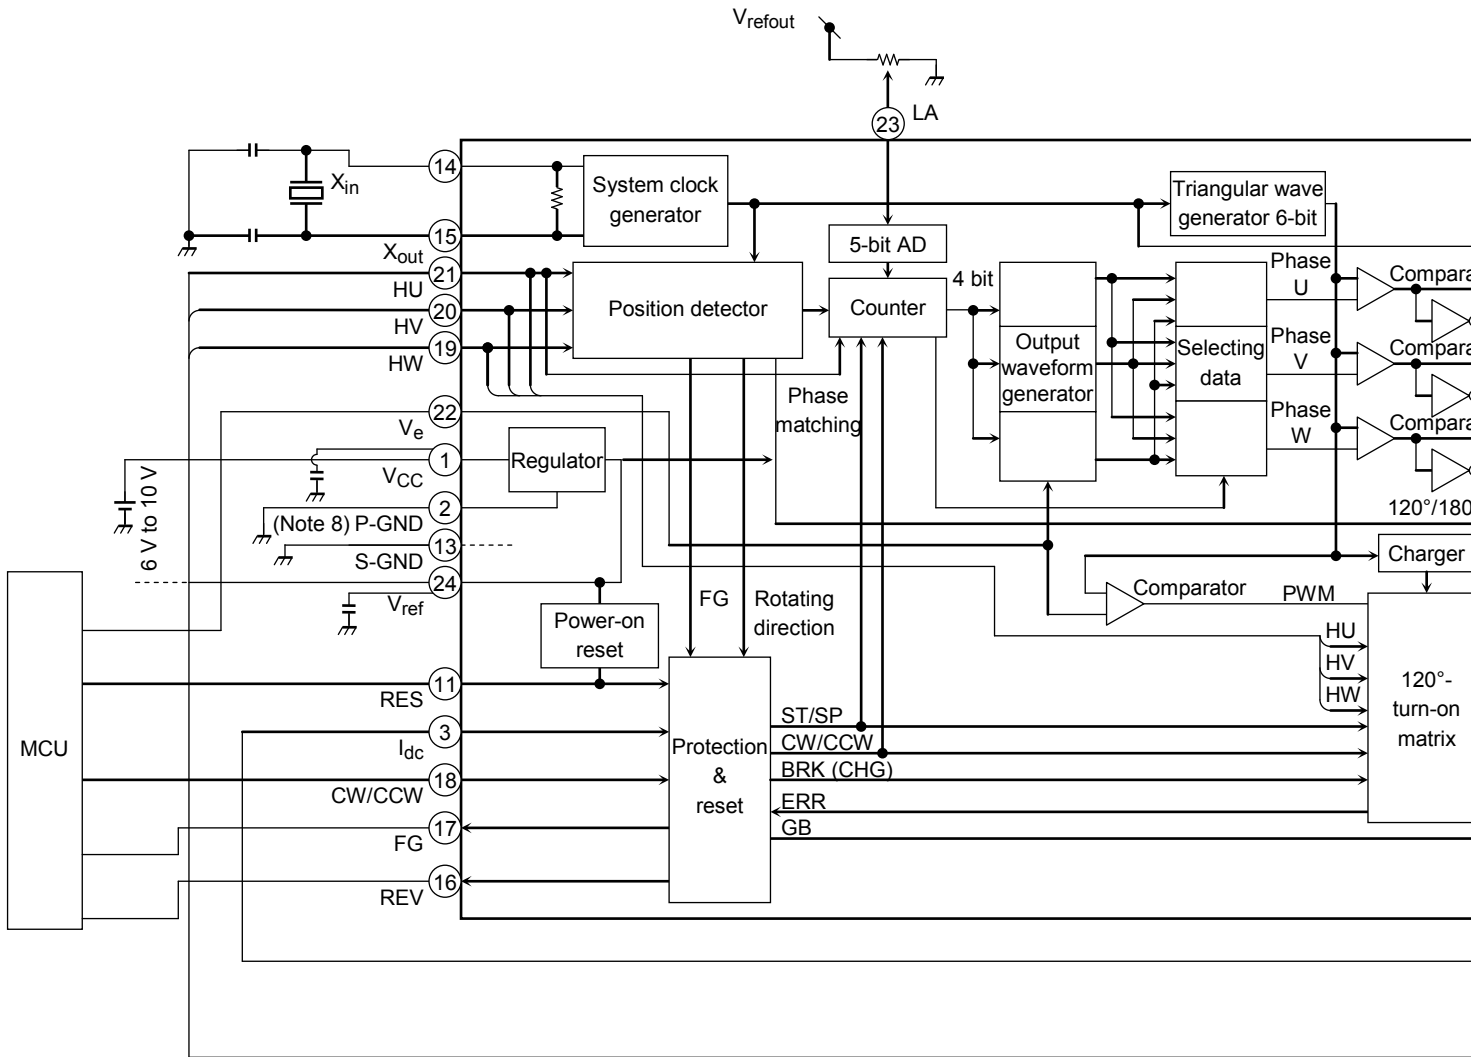 Vrefout
LA
23
14
Xin
System clock
generator
Triangular wave
generator 6-bit
15
Xout
5-bit AD
21
HU
Position detector
Counter
4 bit
Phase
U
20
HV
19
HW
Output
waveform
generator
Selecting
data
Phase
V
Phase
matching
22
Ve
Phase
W
1
VCC
Regulator
6 V to 10 V
2
(Note 8) P-GND
120°/180
13
S-GND
24
Vref
Charger
Comparator
PWM
FG
Rotating
direction
Power-on
reset
HU
HV
HW
11
RES
120°-
turn-on
matrix
MCU
3
Idc
Protection
&
reset
ST/SP
CW/CCW
BRK (CHG)
ERR
GB
18
CW/CCW
17
FG
16
REV